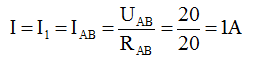 I = I₁ = I_AB = U_AB / R_AB = 20 / 20 = 1A